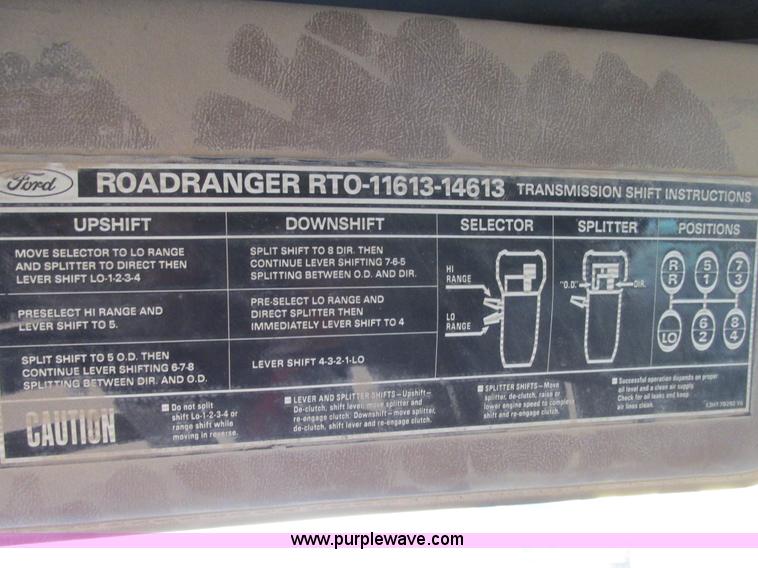 Ford ROADRANGER RTO-11613-14613 TRANSMISSION SHIFT INSTRUCTIONS
UPSHIFT
MOVE SELECTOR TO LO RANGE
AND SPLITTER TO DIRECT THEN
LEVER SHIFT LO-1-2-3-4
PRESELECT HI RANGE AND
LEVER SHIFT TO 5.
SPLIT SHIFT TO 5 O.D. THEN
CONTINUE LEVER SHIFTING 6-7-8
SPLITTING BETWEEN DIR. AND O.D.
DOWNSHIFT
SPLIT SHIFT TO 8 DIR. THEN
CONTINUE LEVER SHIFTING 7-6-5
SPLITTING BETWEEN O.D. AND DIR.
PRE-SELECT LO RANGE AND
DIRECT SPLITTER THEN
IMMEDIATELY LEVER SHIFT TO 4
LEVER SHIFT 4-3-2-1-LO
SELECTOR
HI
RANGE
LO
RANGE
SPLITTER
"O.D."
DIR.
POSITIONS
R 5 7
R 1 3
LO 6 8
2 4
CAUTION
■ Do not split
shift Lo-1-2-3-4 or
range shift while
moving in reverse.
■ LEVER AND SPLITTER SHIFTS - Upshift -
De-clutch, shift lever, move splitter and
re-engage clutch. Downshift - move splitter,
de-clutch, shift lever and re-engage clutch.
■ SPLITTER SHIFTS - Move
splitter, de-clutch, raise or
lower engine speed to complete
shift and re-engage clutch.
■ Successful operation depends on proper
oil level and a clean air supply
Check for oil leaks and keep
air lines clean.
www.purplewave.com